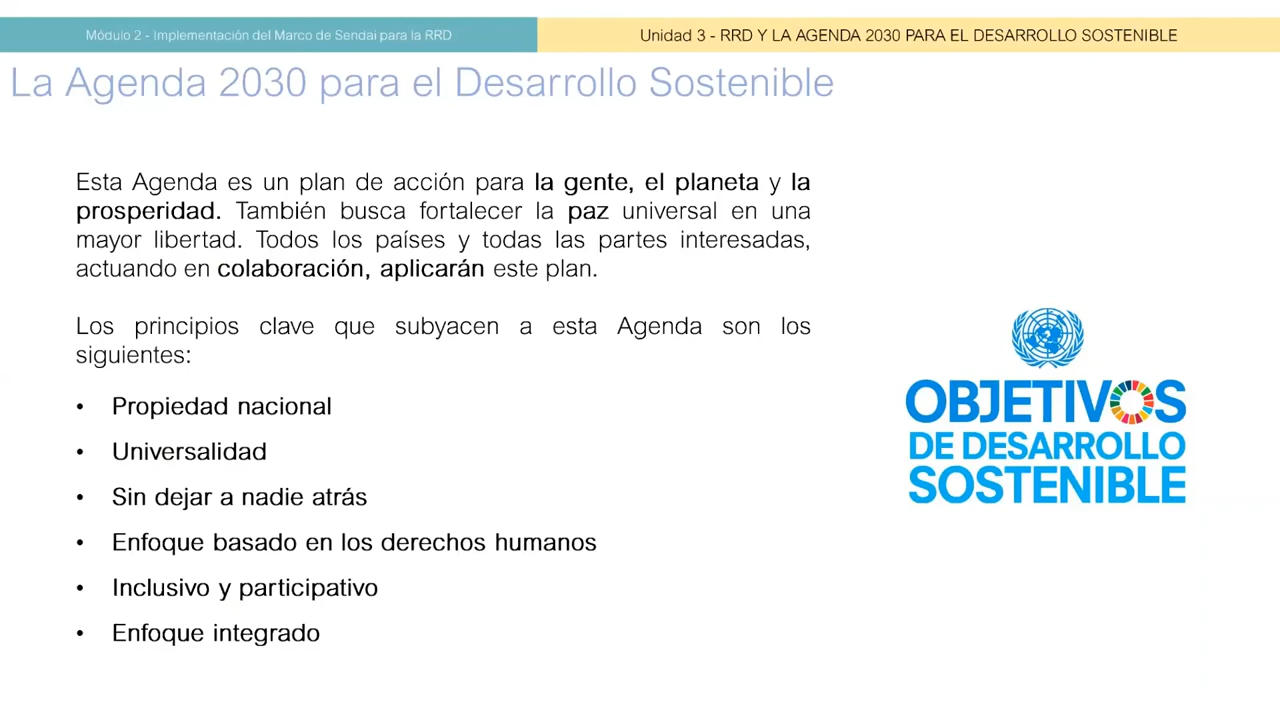 Módulo 2 - Implementación del Marco de Sendai para la RRD
Unidad 3 - RRD Y LA AGENDA 2030 PARA EL DESARROLLO SOSTENIBLE
La Agenda 2030 para el Desarrollo Sostenible
Esta Agenda es un plan de acción para la gente, el planeta y la
prosperidad. También busca fortalecer la paz universal en una
mayor libertad. Todos los países y todas las partes interesadas,
actuando en colaboración, aplicarán este plan.
Los principios clave que subyacen a esta Agenda son los
siguientes:
• Propiedad nacional
• Universalidad
• Sin dejar a nadie atrás
• Enfoque basado en los derechos humanos
• Inclusivo y participativo
• Enfoque integrado
OBJETIVOS
DE DESARROLLO
SOSTENIBLE